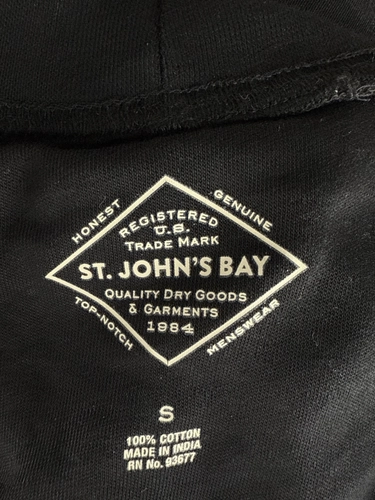 HONEST
GENUINE
REGISTERED
U.S.
TRADE MARK
ST. JOHN'S BAY
QUALITY DRY GOODS
& GARMENTS
1984
TOP-NOTCH
MENSWEAR
S
100% COTTON
MADE IN INDIA
RN No. 93677